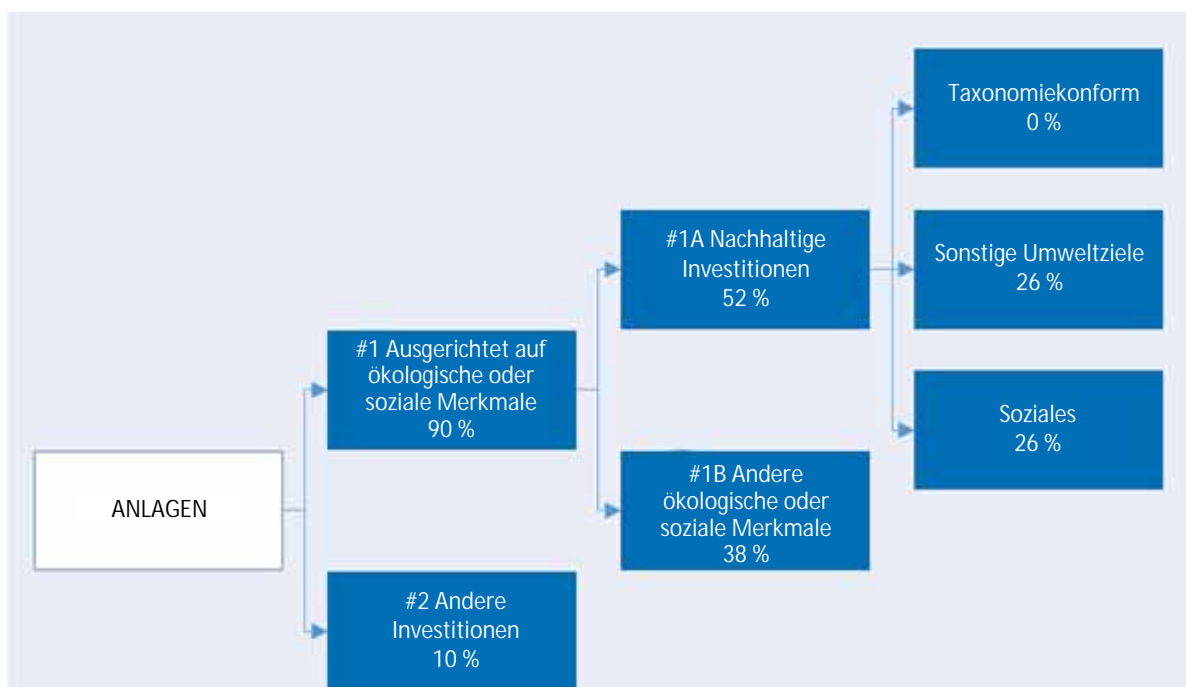 ANLAGEN
#1 Ausgerichtet auf
ökologische oder
soziale Merkmale
90 %
#2 Andere
Investitionen
10 %
#1A Nachhaltige
Investitionen
52 %
#1B Andere
ökologische oder
soziale Merkmale
38 %
Taxonomiekonform
0 %
Sonstige Umweltziele
26 %
Soziales
26 %